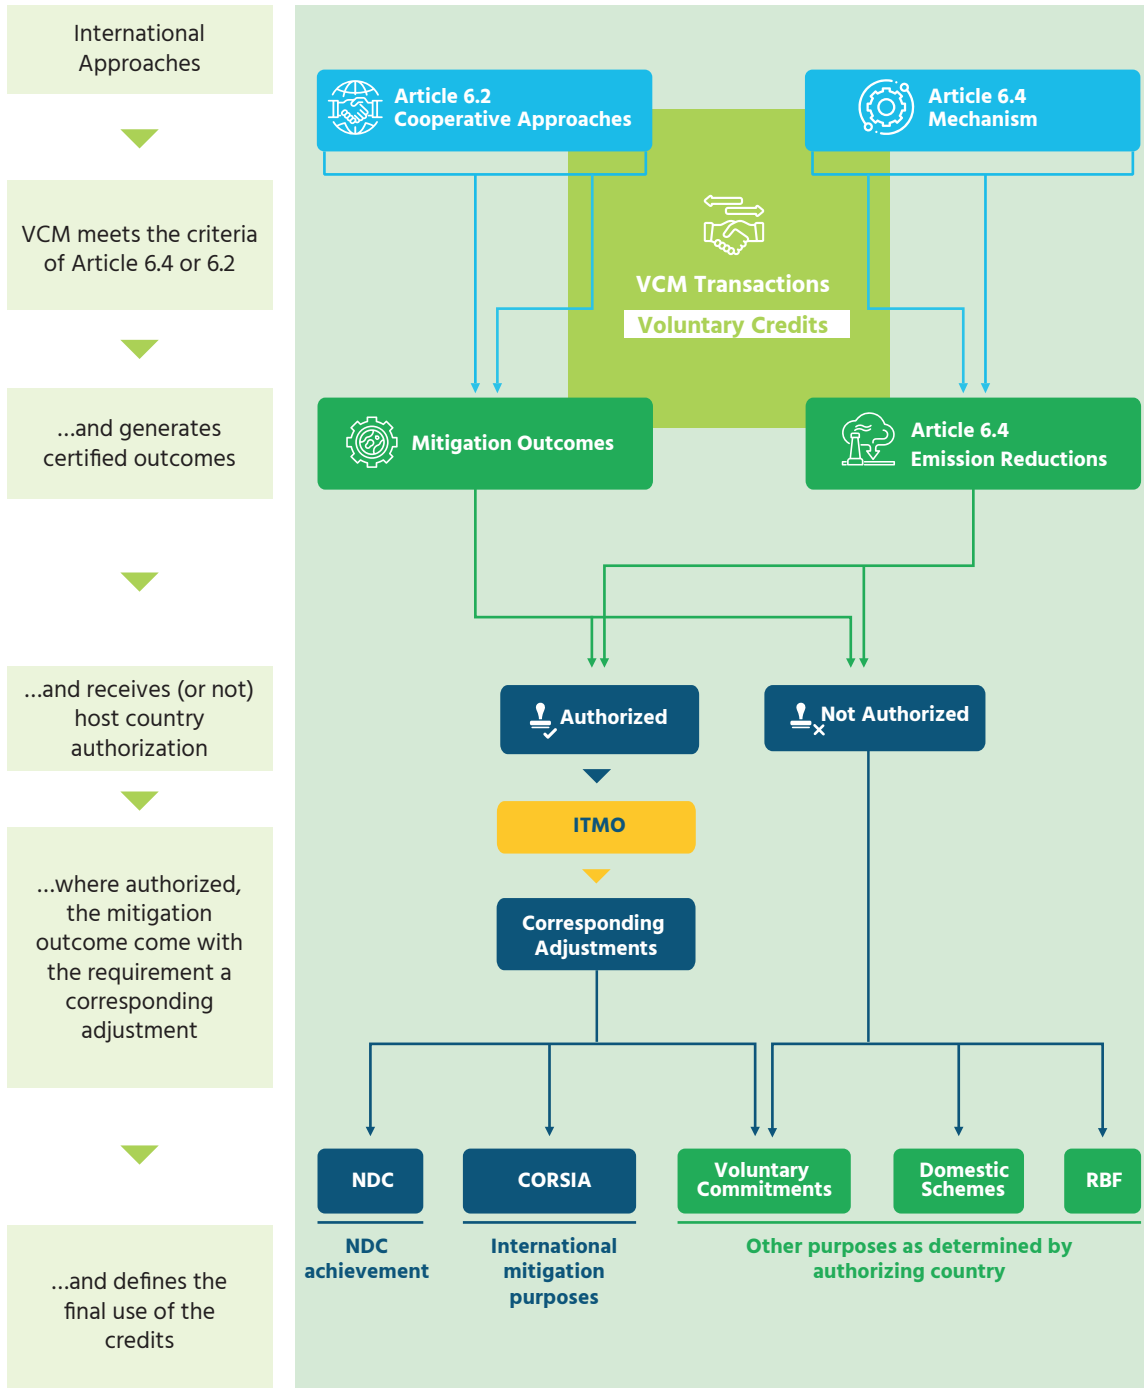 International
Approaches
VCM meets the criteria
of Article 6.4 or 6.2
...and generates
certified outcomes
...and receives (or not)
host country
authorization
...where authorized,
the mitigation
outcome come with
the requirement a
corresponding
adjustment
...and defines the
final use of the
credits
Article 6.2
Cooperative Approaches
Article 6.4
Mechanism
VCM Transactions
Voluntary Credits
Mitigation Outcomes
Article 6.4
Emission Reductions
Authorized
Not Authorized
ITMO
Corresponding
Adjustments
NDC
CORSIA
Voluntary
Commitments
Domestic
Schemes
RBF
NDC
achievement
International
mitigation
purposes
Other purposes as determined by
authorizing country